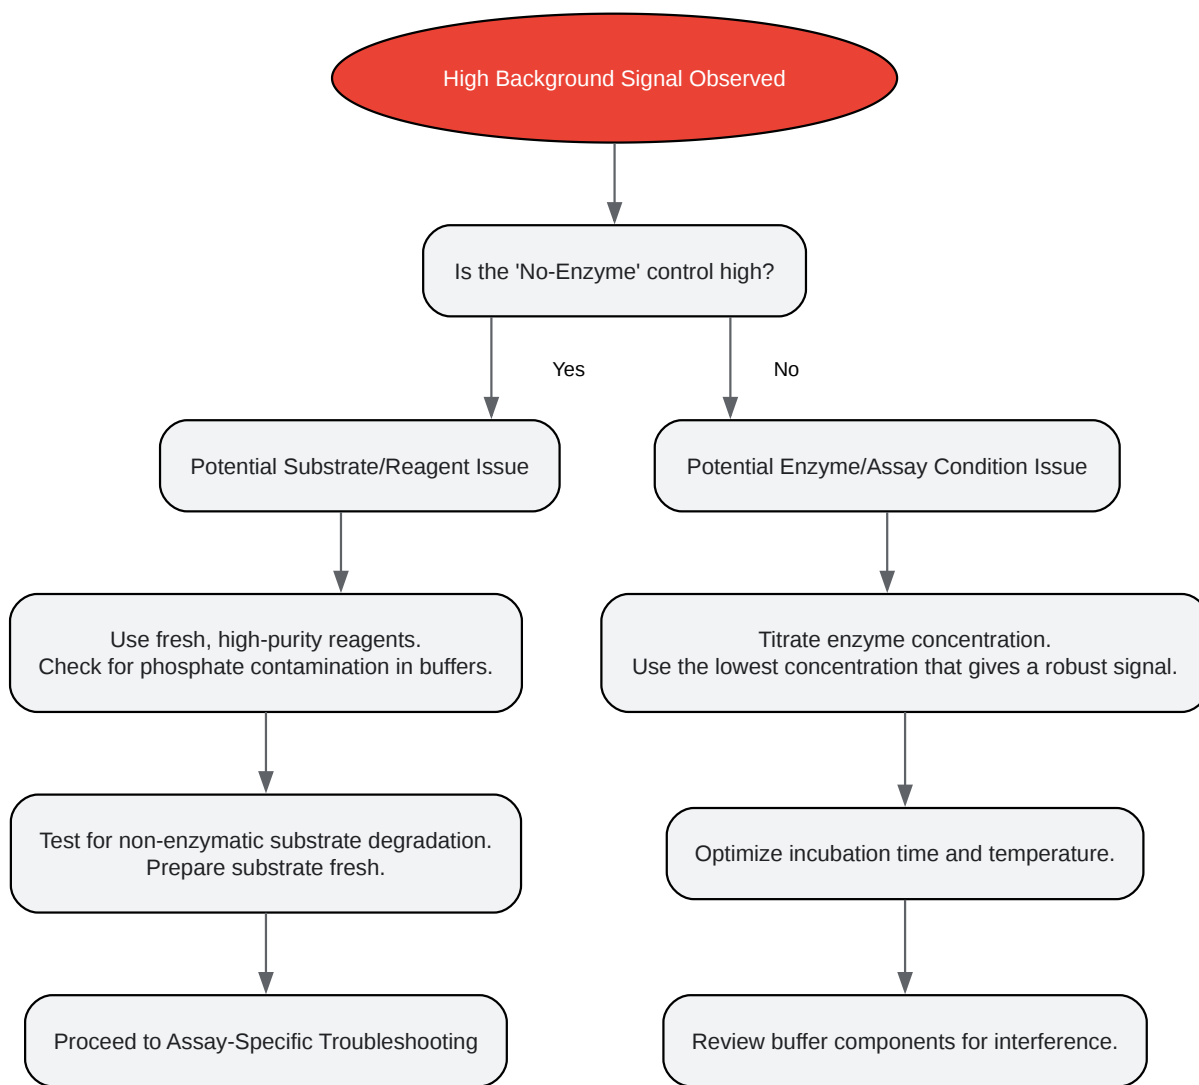 High Background Signal Observed
Is the 'No-Enzyme' control high?
Yes
No
Potential Substrate/Reagent Issue
Potential Enzyme/Assay Condition Issue
Use fresh, high-purity reagents.
Check for phosphate contamination in buffers.
Titrate enzyme concentration.
Use the lowest concentration that gives a robust signal.
Test for non-enzymatic substrate degradation.
Prepare substrate fresh.
Optimize incubation time and temperature.
Proceed to Assay-Specific Troubleshooting
Review buffer components for interference.